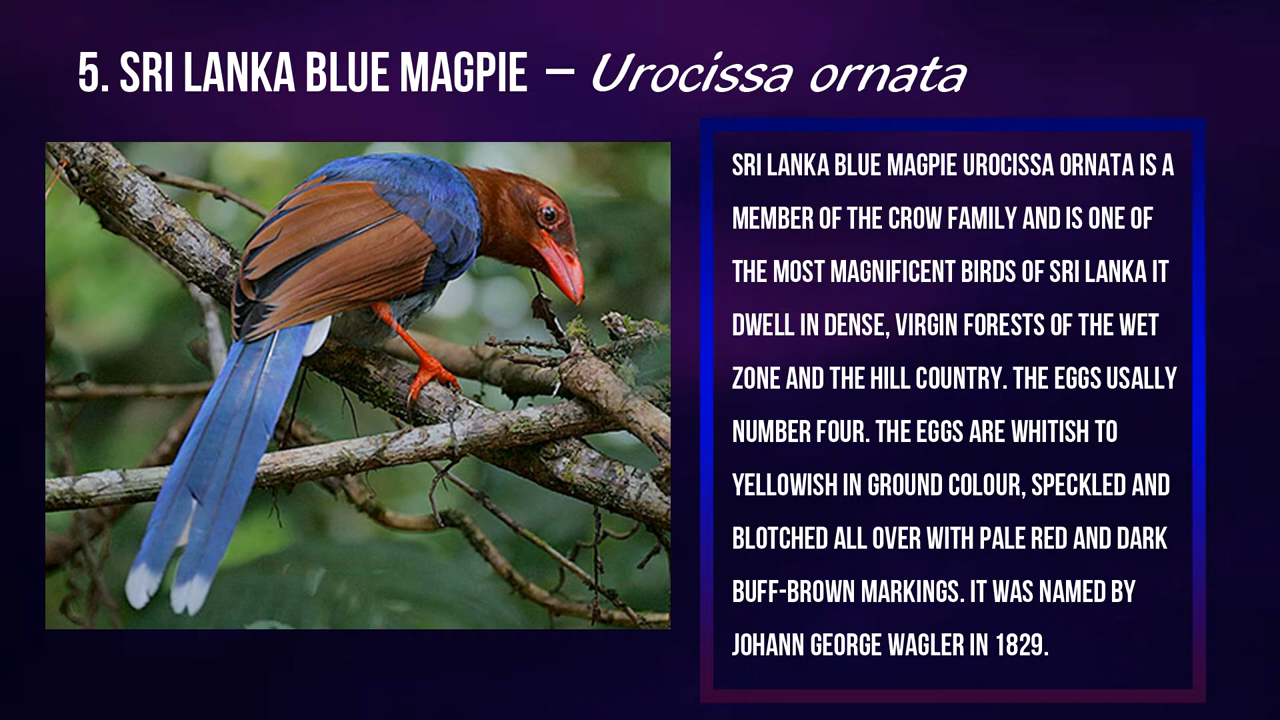 5. SRI LANKA BLUE MAGPIE – Urocissa ornata
SRI LANKA BLUE MAGPIE UROCISSA ORNATA IS A
MEMBER OF THE CROW FAMILY AND IS ONE OF
THE MOST MAGNIFICENT BIRDS OF SRI LANKA IT
DWELL IN DENSE, VIRGIN FORESTS OF THE WET
ZONE AND THE HILL COUNTRY. THE EGGS USALLY
NUMBER FOUR. THE EGGS ARE WHITISH TO
YELLOWISH IN GROUND COLOUR, SPECKLED AND
BLOTCHED ALL OVER WITH PALE RED AND DARK
BUFF-BROWN MARKINGS. IT WAS NAMED BY
JOHANN GEORGE WAGLER IN 1829.